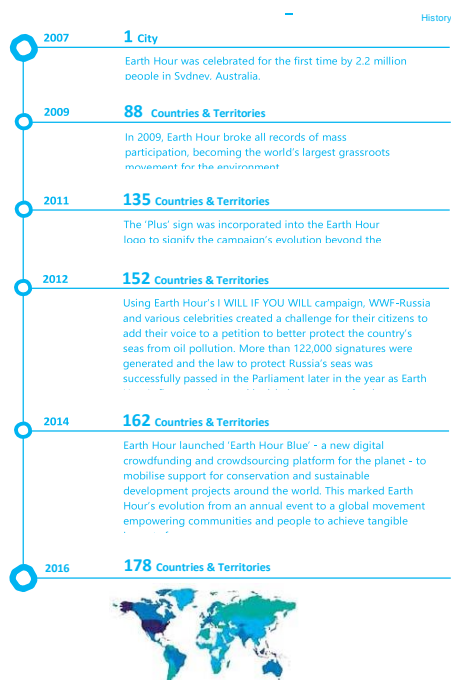 History
2007
1 City
Earth Hour was celebrated for the first time by 2.2 million
people in Sydney, Australia.
2009
88 Countries & Territories
In 2009, Earth Hour broke all records of mass
participation, becoming the world's largest grassroots
movement for the environment
2011
135 Countries & Territories
The 'Plus' sign was incorporated into the Earth Hour
logo to signify the campaign's evolution beyond the
2012
152 Countries & Territories
Using Earth Hour's I WILL IF YOU WILL campaign, WWF-Russia
and various celebrities created a challenge for their citizens to
add their voice to a petition to better protect the country's
seas from oil pollution. More than 122,000 signatures were
generated and the law to protect Russia's seas was
successfully passed in the Parliament later in the year as Earth
2014
162 Countries & Territories
Earth Hour launched 'Earth Hour Blue' - a new digital
crowdfunding and crowdsourcing platform for the planet - to
mobilise support for conservation and sustainable
development projects around the world. This marked Earth
Hour's evolution from an annual event to a global movement
empowering communities and people to achieve tangible
2016
178 Countries & Territories